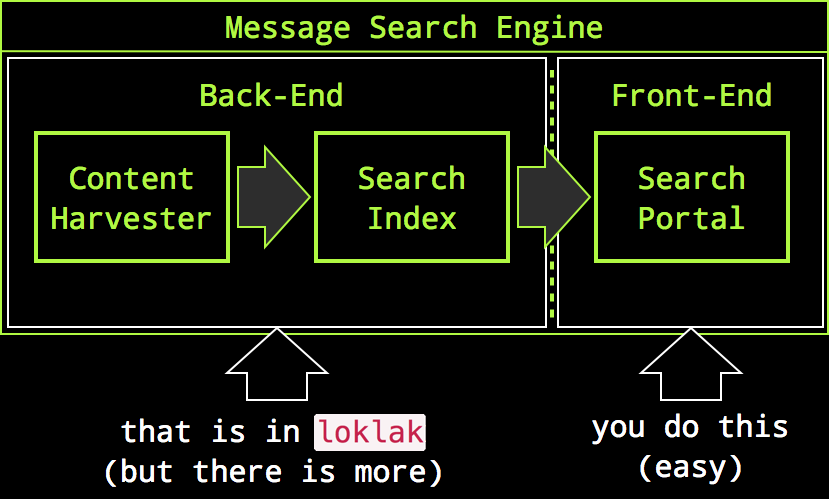 Message Search Engine
Back-End
Front-End
Content
Harvester
Search
Index
Search
Portal
that is in loklak
(but there is more)
you do this
(easy)